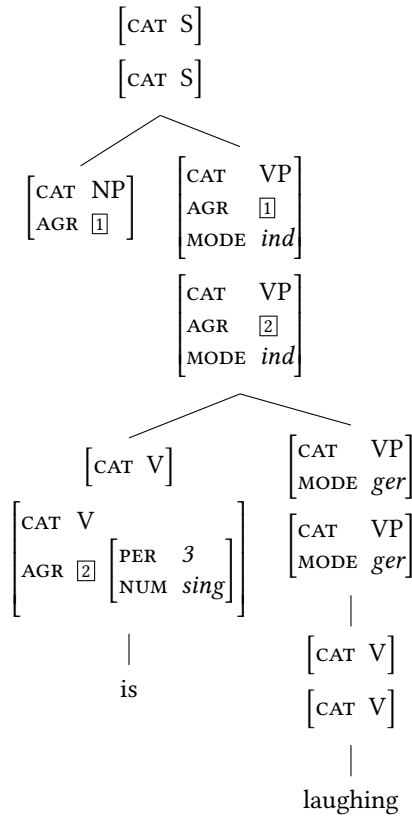 [CAT S]
[CAT S]
[CAT NP
AGR 1]
[CAT VP
AGR 1
MODE ind]
[CAT VP
AGR 2
MODE ind]
[CAT V]
[CAT V
AGR 2 [PER 3
NUM sing]]
is
[CAT VP
MODE ger]
[CAT VP
MODE ger]
[CAT V]
[CAT V]
laughing